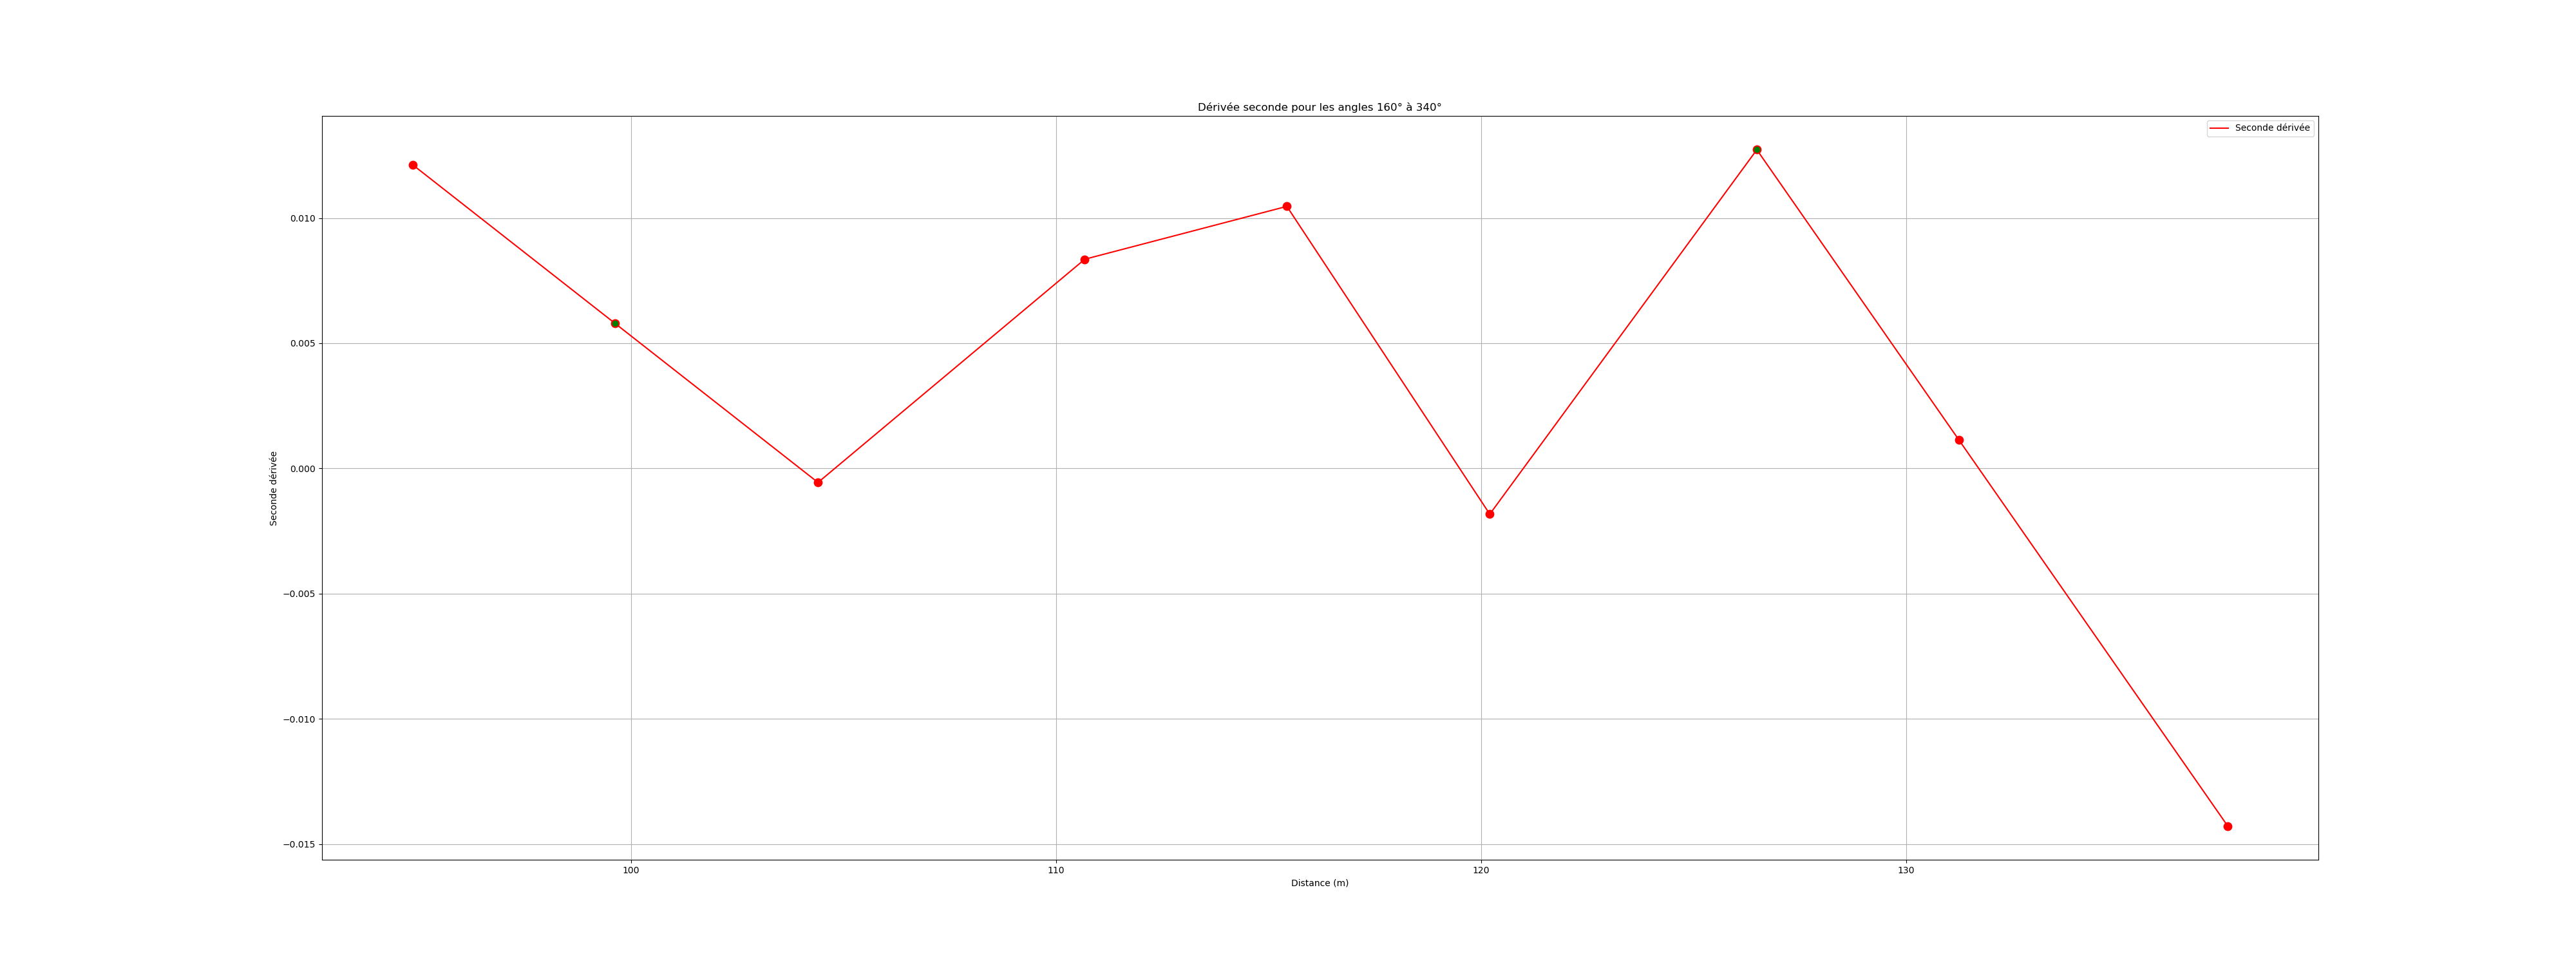 Dérivée seconde pour les angles 160° à 340°
Seconde dérivée
0.010
0.005
0.000
−0.005
−0.010
−0.015
Seconde dérivée
100
110
120
130
Distance (m)